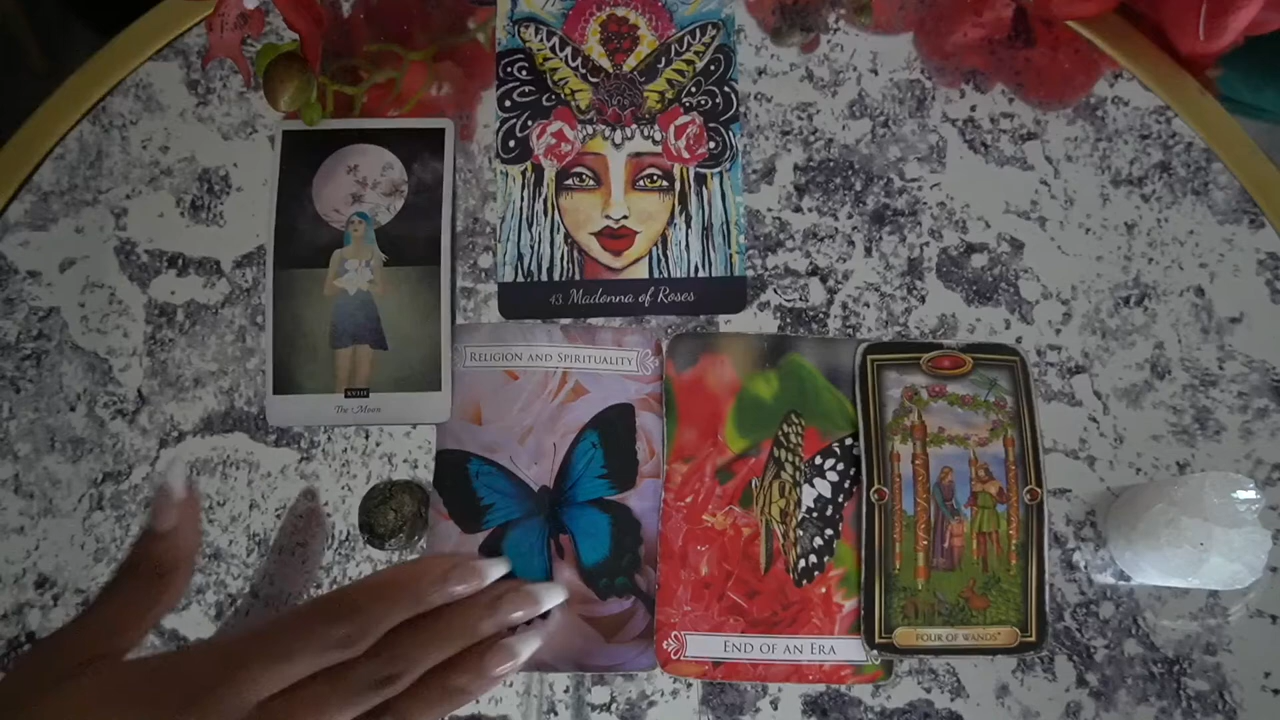 43. Madonna of Roses
XVIII
The Moon
RELIGION AND SPIRITUALITY
END OF AN ERA
FOUR OF WANDS